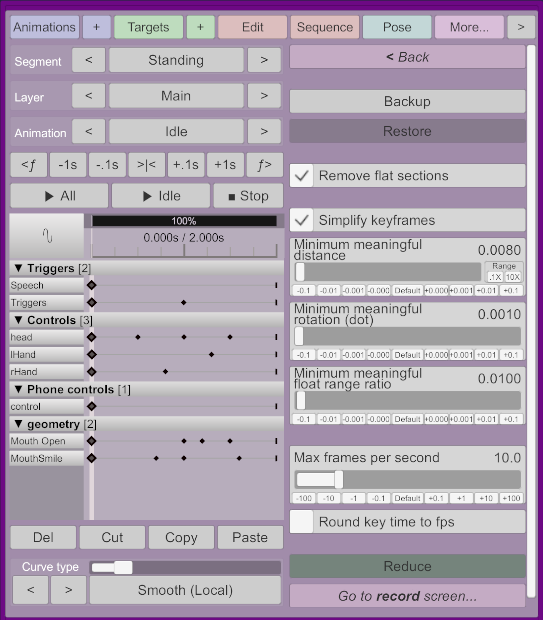 Animations + Targets + Edit Sequence Pose More... >
Segment < Standing >
Layer < Main >
Animation < Idle >
<f -1s -.1s >|< +.1s +1s f>
▶ All ▶ Idle ■ Stop
100%
0.000s / 2.000s
▼ Triggers [2]
Speech
Triggers
▼ Controls [3]
head
lHand
rHand
▼ Phone controls [1]
control
▼ geometry [2]
Mouth Open
MouthSmile
Del Cut Copy Paste
Curve type
< > Smooth (Local)
< Back
Backup
Restore
Remove flat sections
Simplify keyframes
Minimum meaningful
distance 0.0080
Range
.1X 10X
-0.1 -0.01 -0.001 -0.000 Default +0.000 +0.001 +0.01 +0.1
Minimum meaningful
rotation (dot) 0.0010
-0.1 -0.01 -0.001 -0.000 Default +0.000 +0.001 +0.01 +0.1
Minimum meaningful
float range ratio 0.0100
-0.1 -0.01 -0.001 -0.000 Default +0.000 +0.001 +0.01 +0.1
Max frames per second 10.0
-100 -10 -1 -0.1 Default +0.1 +1 +10 +100
Round key time to fps
Reduce
Go to record screen...